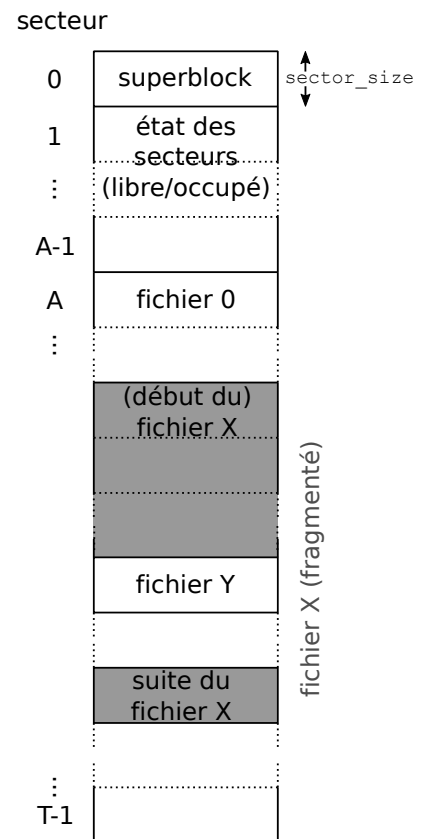 secteur
0
superblock
sector_size
1
état des
secteurs
⋮
(libre/occupé)
A-1
A
fichier 0
⋮
(début du)
fichier X
fichier X (fragmenté)
fichier Y
suite du
fichier X
⋮
T-1